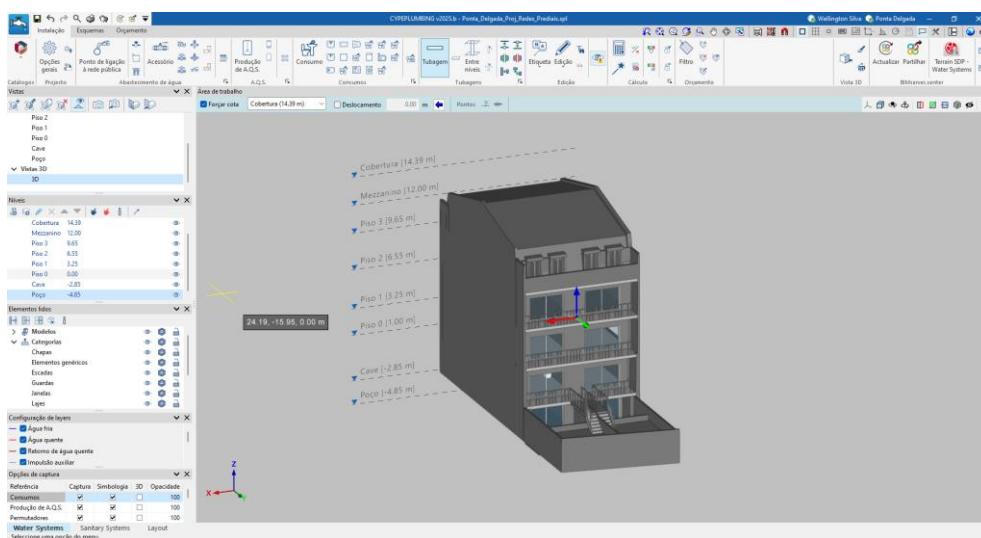 CYPEPLUMBING v2025.b - Ponta_Delgada_Proj_Redes_Prediais.spf
Wellington Silva
Ponta Delgada
Instalação Esquemas Orçamento
Opções gerais
Ponto de ligação à rede pública
Acessório
Produção de A.Q.S.
Consumo
Tubagem
Entre níveis
Etiqueta
Edição
Filtro
Actualizar
Partilhar
Terrain SDP - Water Systems
Catálogos Projeto Abastecimento de água A.Q.S. Consumos Tubagens Edição Cálculo Orçamento Vista 3D BIMserver.center
Vistas
Piso 2
Piso 1
Piso 0
Cave
Poço
Vistas 3D
3D
Níveis
Cobertura 14.39
Mezzanino 12.00
Piso 3 9.65
Piso 2 6.55
Piso 1 3.25
Piso 0 0.00
Cave -2.85
Poço -4.85
Elementos lidos
Modelos
Categorias
Chapas
Elementos genéricos
Escadas
Guardas
Janelas
Lajes
Configuração de layers
Água fria
Água quente
Retorno de água quente
Impulsão auxiliar
Opções de captura
Referência Captura Simbologia 3D Opacidade
Consumos 100
Produção de A.Q.S. 100
Permutadores 100
Water Systems Sanitary Systems Layout
Seleccione uma opção do menu.
Área de trabalho
Forçar cota Cobertura (14.39 m) Deslocamento 0.00 m Pontos
Cobertura (14.39 m)
Mezzanino (12.00 m)
Piso 3 (9.65 m)
Piso 2 (6.55 m)
Piso 1 (3.25 m)
24.19, -15.95, 0.00 m
Piso 0 (1.00 m)
Cave (-2.85 m)
Poço (-4.85 m)
Z
X
Y